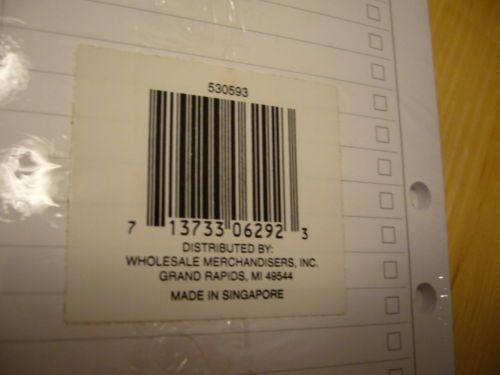 530593
7 13733 06292 3
DISTRIBUTED BY:
WHOLESALE MERCHANDISERS, INC.
GRAND RAPIDS, MI 49544
MADE IN SINGAPORE